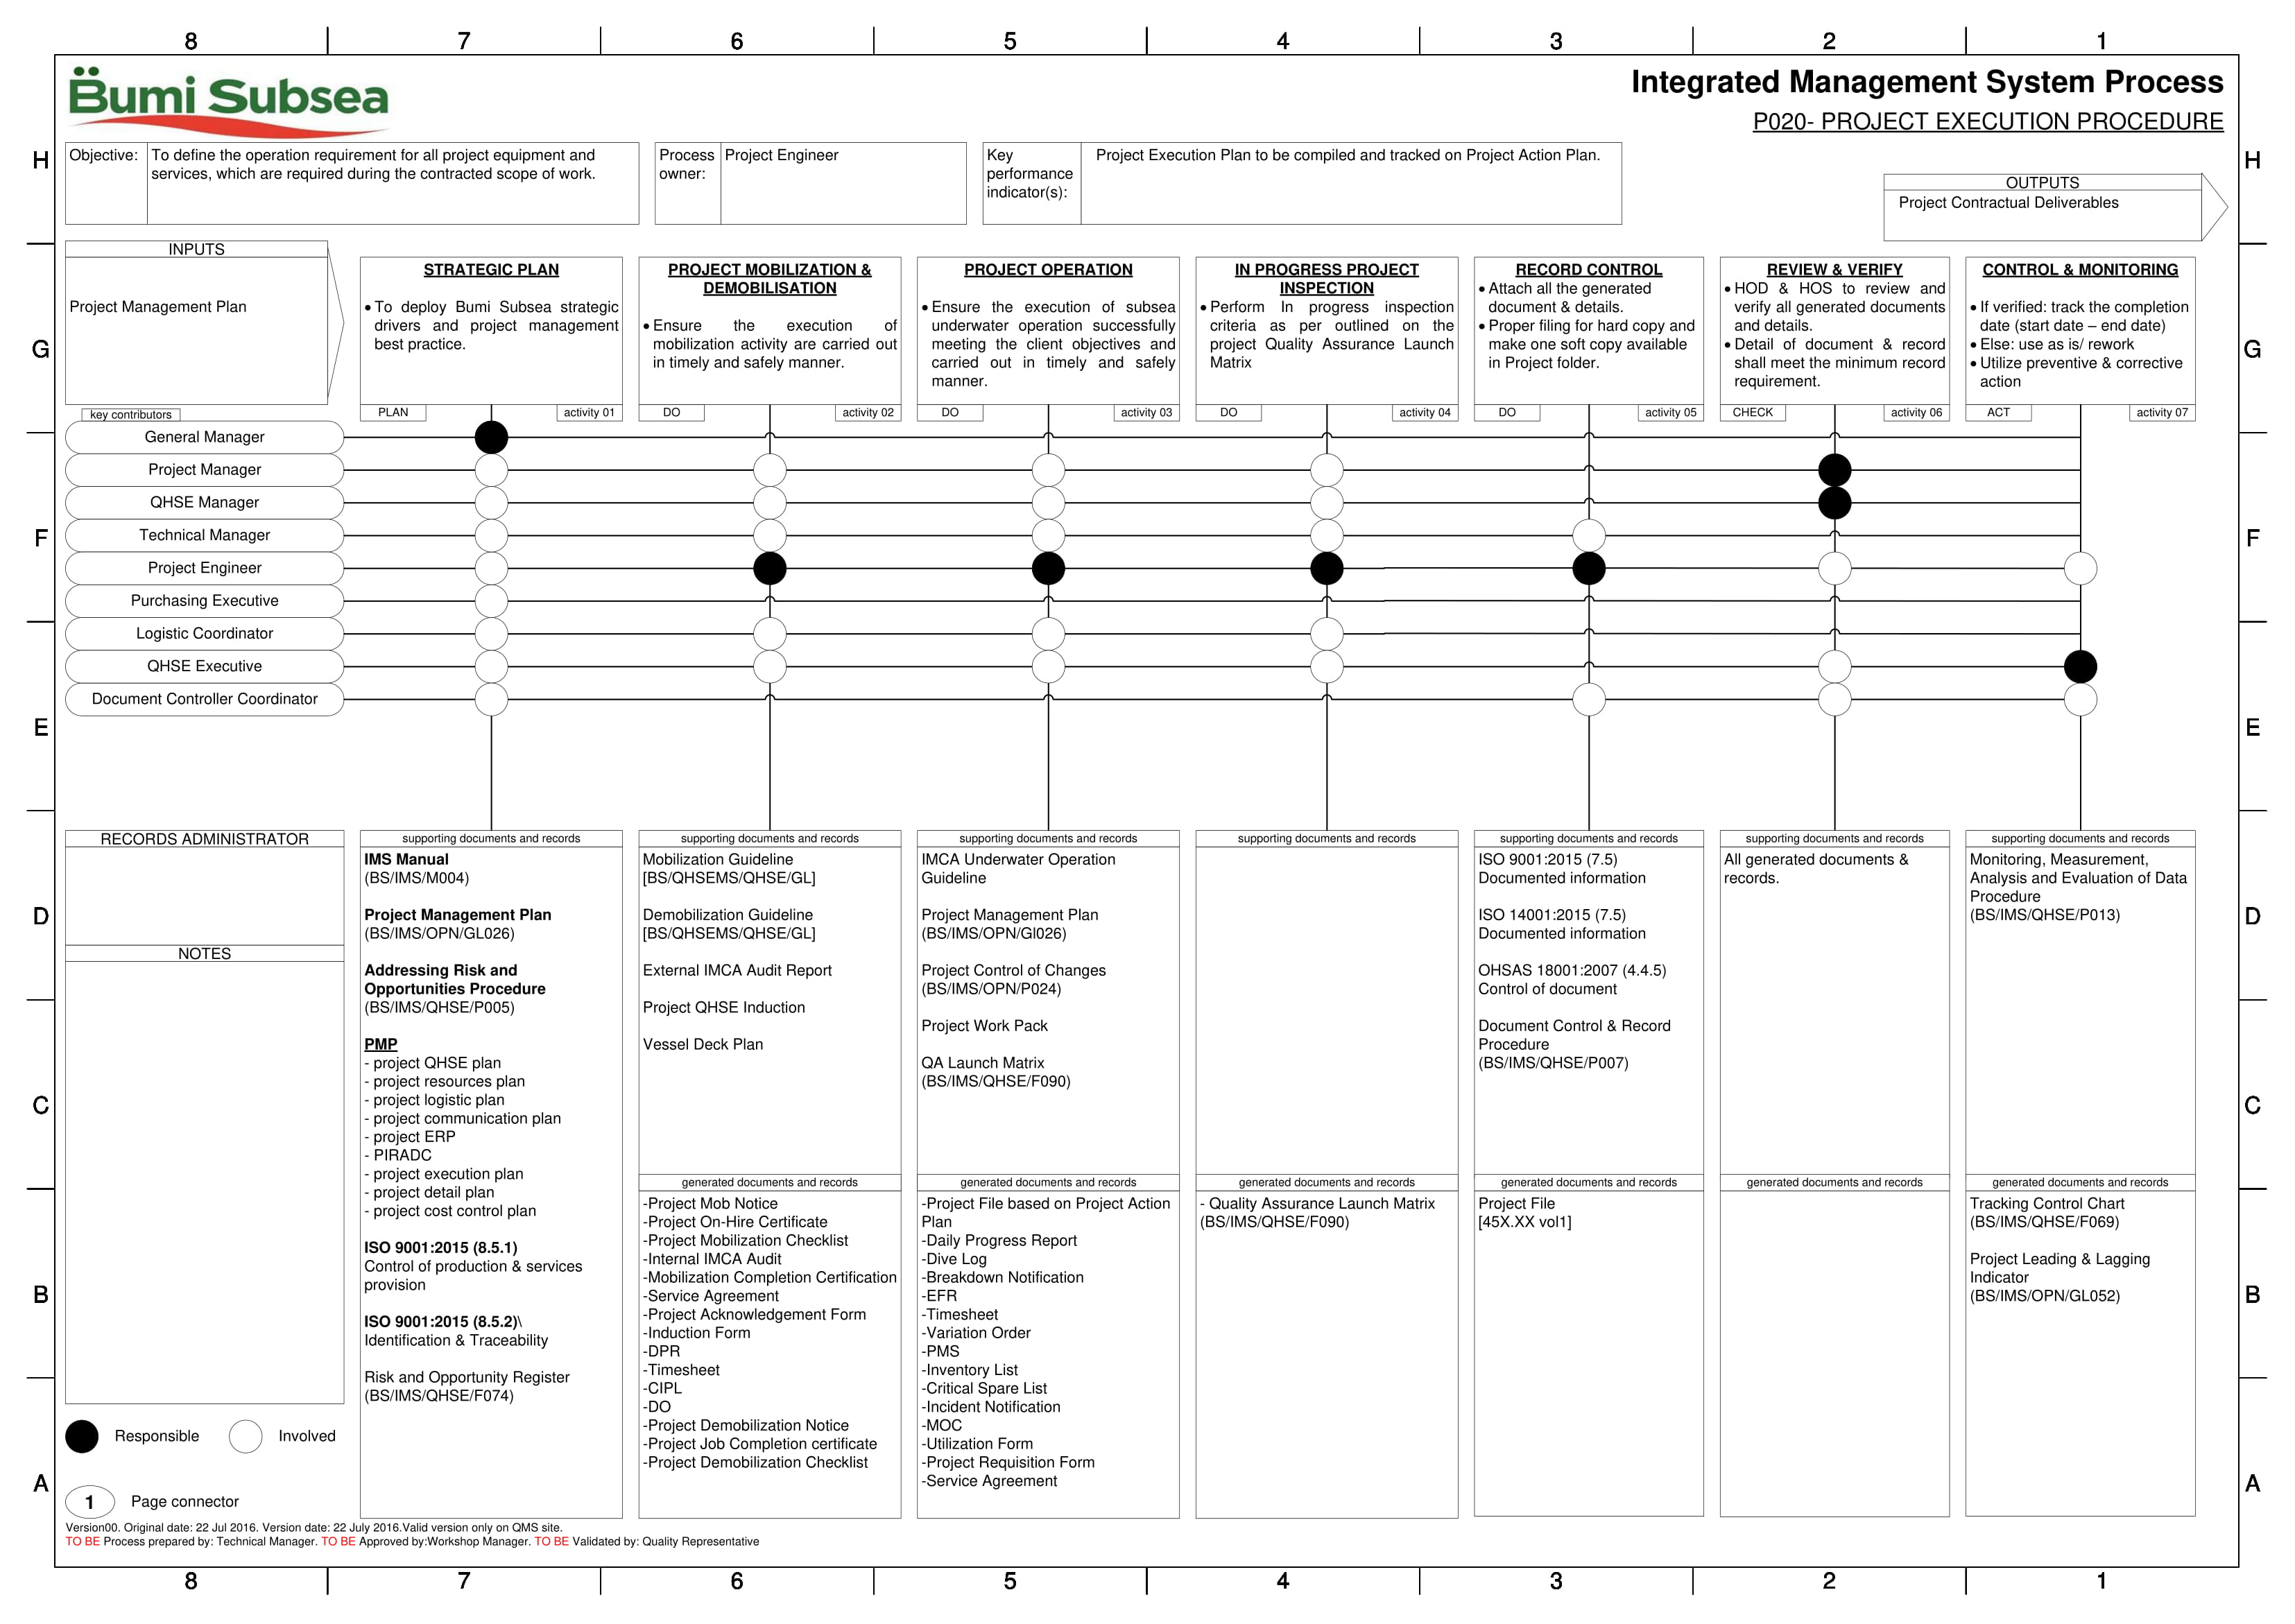 8 7 6 5 4 3 2 1
Bumi Subsea
Integrated Management System Process
P020- PROJECT EXECUTION PROCEDURE
H
Objective:
To define the operation requirement for all project equipment and
services, which are required during the contracted scope of work.
Process
owner:
Project Engineer
Key
performance
indicator(s):
Project Execution Plan to be compiled and tracked on Project Action Plan.
H
OUTPUTS
Project Contractual Deliverables
INPUTS
Project Management Plan
STRATEGIC PLAN
• To deploy Bumi Subsea strategic
drivers and project management
best practice.
PLAN
activity 01
PROJECT MOBILIZATION &
DEMOBILISATION
• Ensure the execution of
mobilization activity are carried out
in timely and safely manner.
DO
activity 02
PROJECT OPERATION
• Ensure the execution of subsea
underwater operation successfully
meeting the client objectives and
carried out in timely and safely
manner.
DO
activity 03
IN PROGRESS PROJECT
INSPECTION
• Perform In progress inspection
criteria as per outlined on the
project Quality Assurance Launch
Matrix
DO
activity 04
RECORD CONTROL
• Attach all the generated
document & details.
• Proper filing for hard copy and
make one soft copy available
in Project folder.
DO
activity 05
REVIEW & VERIFY
• HOD & HOS to review and
verify all generated documents
and details.
• Detail of document & record
shall meet the minimum record
requirement.
CHECK
activity 06
CONTROL & MONITORING
• If verified: track the completion
date (start date – end date)
• Else: use as is/ rework
• Utilize preventive & corrective
action
ACT
activity 07
G
G
key contributors
General Manager
Project Manager
QHSE Manager
Technical Manager
Project Engineer
Purchasing Executive
Logistic Coordinator
QHSE Executive
Document Controller Coordinator
F
F
E
E
RECORDS ADMINISTRATOR
NOTES
supporting documents and records
IMS Manual
(BS/IMS/M004)
Project Management Plan
(BS/IMS/OPN/GL026)
Addressing Risk and
Opportunities Procedure
(BS/IMS/QHSE/P005)
PMP
- project QHSE plan
- project resources plan
- project logistic plan
- project communication plan
- project ERP
- PIRADC
- project execution plan
- project detail plan
- project cost control plan
ISO 9001:2015 (8.5.1)
Control of production & services
provision
ISO 9001:2015 (8.5.2)\
Identification & Traceability
Risk and Opportunity Register
(BS/IMS/QHSE/F074)
supporting documents and records
Mobilization Guideline
[BS/QHSEMS/QHSE/GL]
Demobilization Guideline
[BS/QHSEMS/QHSE/GL]
External IMCA Audit Report
Project QHSE Induction
Vessel Deck Plan
generated documents and records
-Project Mob Notice
-Project On-Hire Certificate
-Project Mobilization Checklist
-Internal IMCA Audit
-Mobilization Completion Certification
-Service Agreement
-Project Acknowledgement Form
-Induction Form
-DPR
-Timesheet
-CIPL
-DO
-Project Demobilization Notice
-Project Job Completion certificate
-Project Demobilization Checklist
supporting documents and records
IMCA Underwater Operation
Guideline
Project Management Plan
(BS/IMS/OPN/Gl026)
Project Control of Changes
(BS/IMS/OPN/P024)
Project Work Pack
QA Launch Matrix
(BS/IMS/QHSE/F090)
generated documents and records
-Project File based on Project Action
Plan
-Daily Progress Report
-Dive Log
-Breakdown Notification
-EFR
-Timesheet
-Variation Order
-PMS
-Inventory List
-Critical Spare List
-Incident Notification
-MOC
-Utilization Form
-Project Requisition Form
-Service Agreement
supporting documents and records
generated documents and records
- Quality Assurance Launch Matrix
(BS/IMS/QHSE/F090)
supporting documents and records
ISO 9001:2015 (7.5)
Documented information
ISO 14001:2015 (7.5)
Documented information
OHSAS 18001:2007 (4.4.5)
Control of document
Document Control & Record
Procedure
(BS/IMS/QHSE/P007)
generated documents and records
Project File
[45X.XX vol1]
supporting documents and records
All generated documents &
records.
generated documents and records
supporting documents and records
Monitoring, Measurement,
Analysis and Evaluation of Data
Procedure
(BS/IMS/QHSE/P013)
generated documents and records
Tracking Control Chart
(BS/IMS/QHSE/F069)
Project Leading & Lagging
Indicator
(BS/IMS/OPN/GL052)
D
D
C
C
B
B
A
A
Responsible
Involved
1 Page connector
Version00. Original date: 22 Jul 2016. Version date: 22 July 2016.Valid version only on QMS site.
TO BE Process prepared by: Technical Manager. TO BE Approved by:Workshop Manager. TO BE Validated by: Quality Representative
8 7 6 5 4 3 2 1